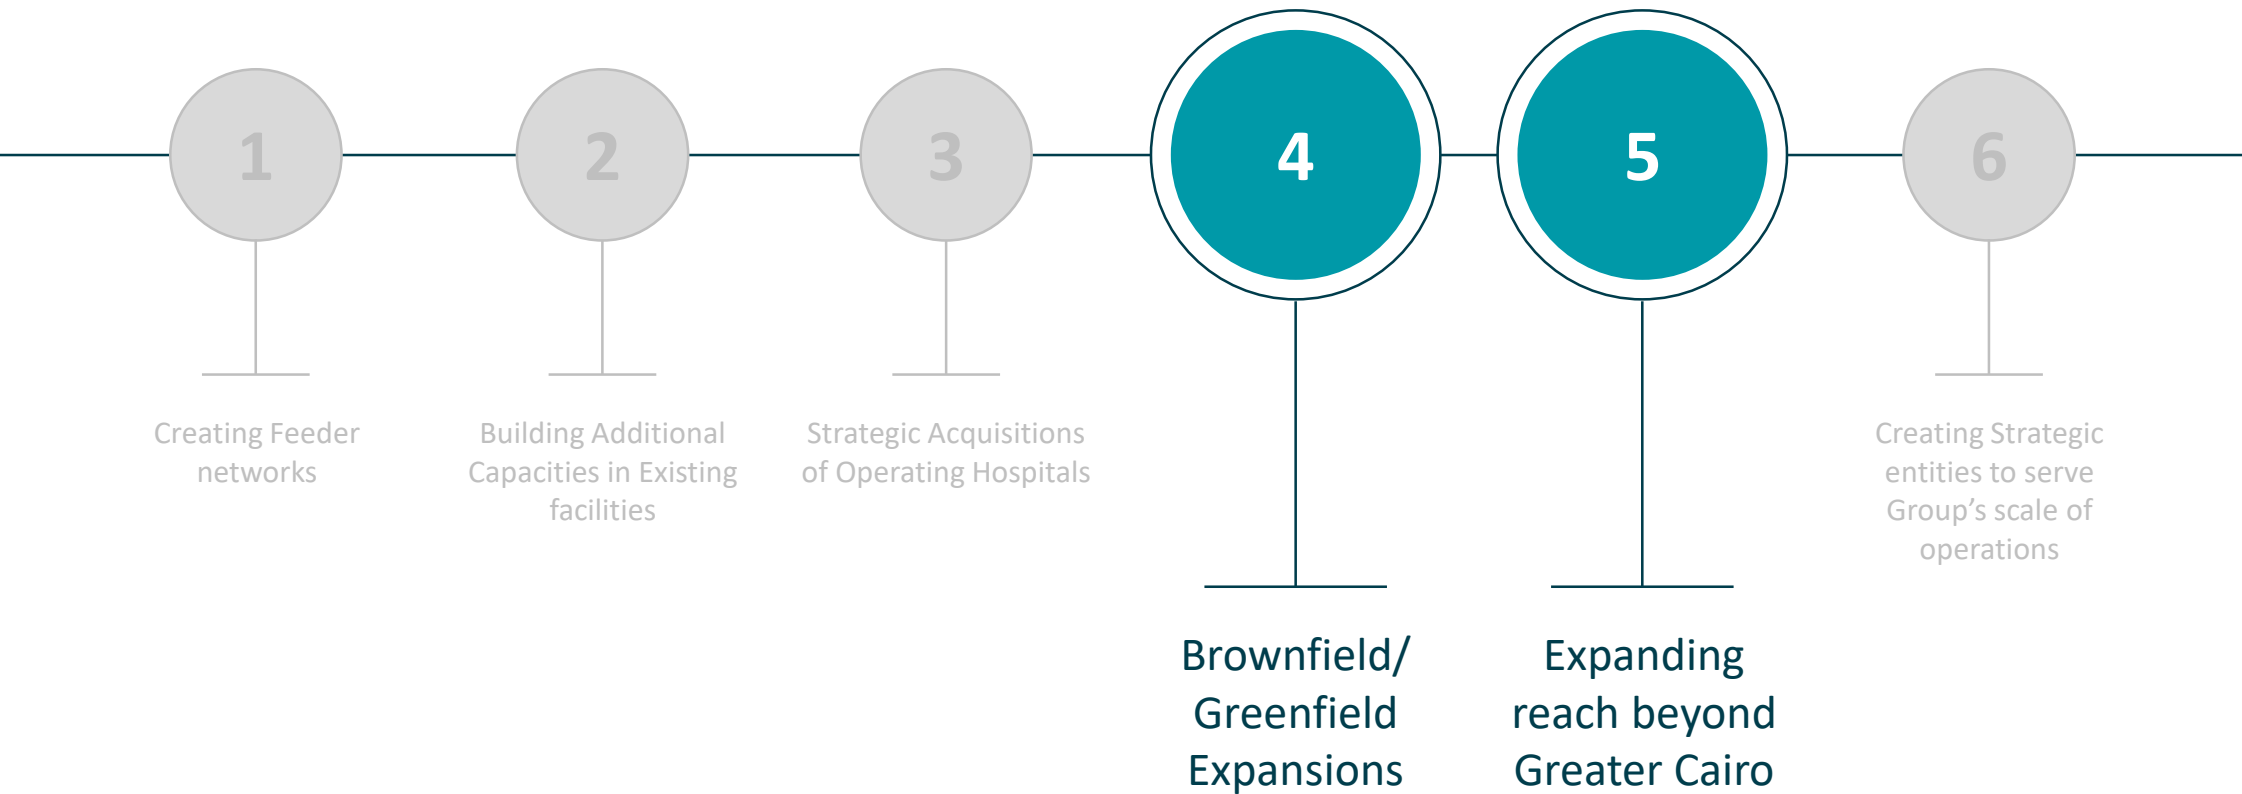 1
2
3
4
5
6
Creating Feeder
networks
Building Additional
Capacities in Existing
facilities
Strategic Acquisitions
of Operating Hospitals
Brownfield/
Greenfield
Expansions
Expanding
reach beyond
Greater Cairo
Creating Strategic
entities to serve
Group’s scale of
operations